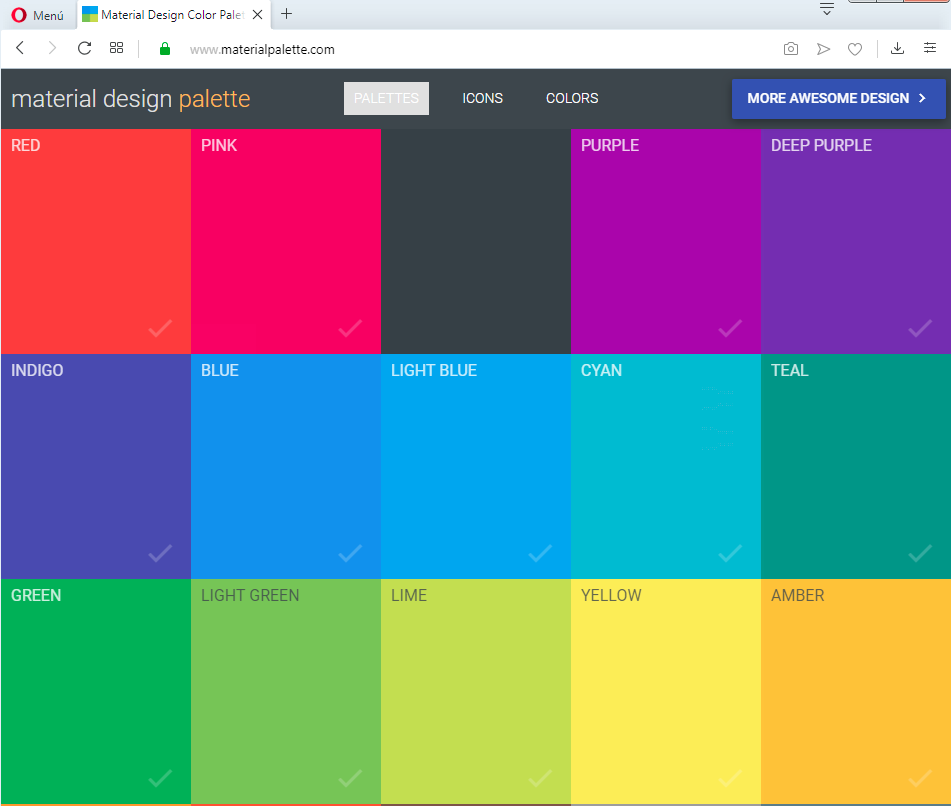 Menú
Material Design Color Palet
www.materialpalette.com
material design palette
PALETTES
ICONS
COLORS
MORE AWESOME DESIGN
RED
PINK
PURPLE
DEEP PURPLE
INDIGO
BLUE
LIGHT BLUE
CYAN
TEAL
GREEN
LIGHT GREEN
LIME
YELLOW
AMBER